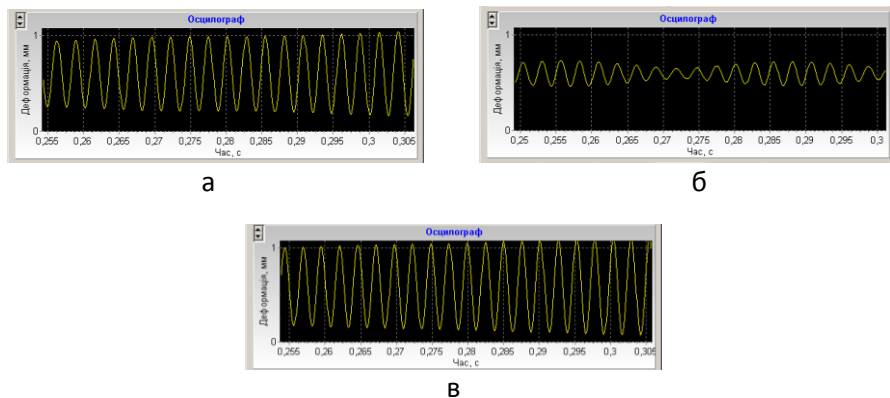 Осцилограф
Деформація, мм
1
0
0,255 0,26 0,265 0,27 0,275 0,28 0,285 0,29 0,295 0,3 0,305
Час, с
а
Осцилограф
Деформація, мм
1
0
0,25 0,255 0,26 0,265 0,27 0,275 0,28 0,285 0,29 0,295 0,3
Час, с
б
Осцилограф
Деформація, мм
1
0
0,255 0,26 0,265 0,27 0,275 0,28 0,285 0,29 0,295 0,3 0,305
Час, с
в